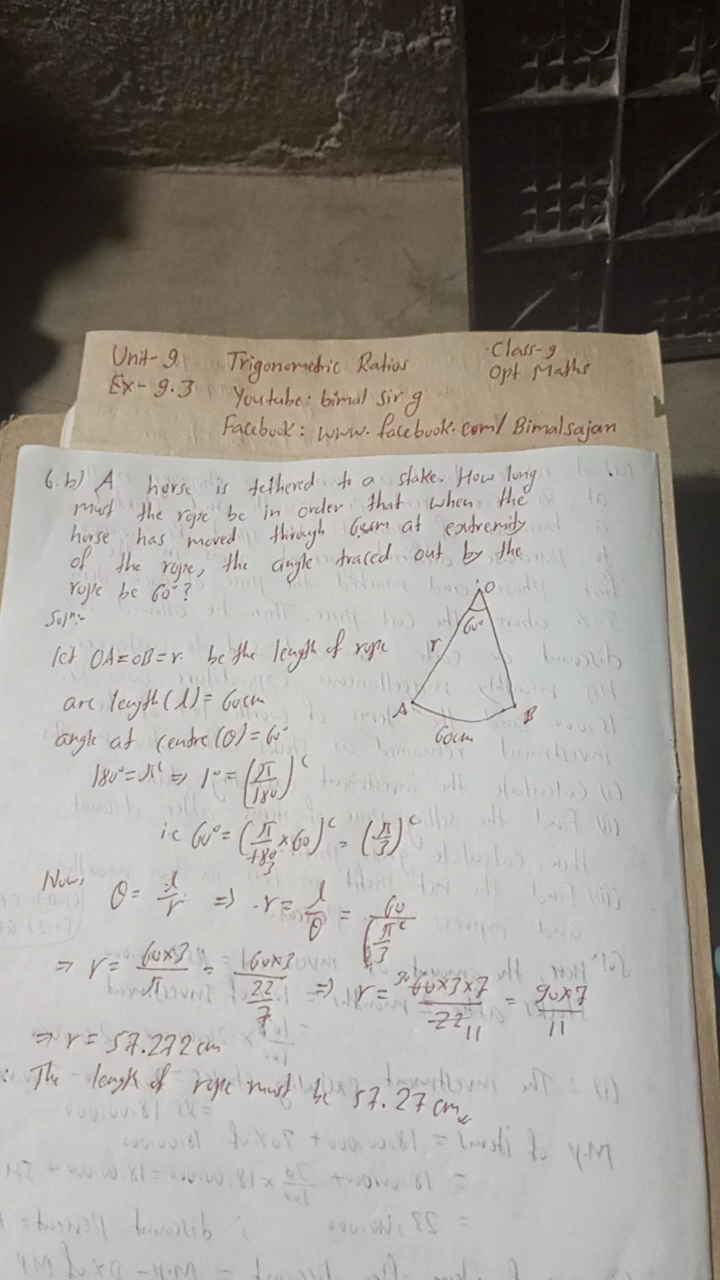 Unit-9 Trigonometric Ratios Class-9
Ex-9.3 Youtube: bimal sir g Opt Maths
Facebook: www.facebook.com/Bimalsajan
6.b) A horse is tethered to a stake. How long
must the rope be in order that when the
horse has moved through 60cm at extremity
of the rope, the angle traced out by the
rope be 60°?
Solⁿ:-
let OA=OB=r. be the length of rope
arc length (l) = 60cm
angle at centre (θ) = 60°
180° = πᶜ ⇒ 1° = (π/180)ᶜ
i.e 60° = (π/180 × 60)ᶜ = (π/3)ᶜ
O
60°
r
A
B
60cm
Now,
θ = l/r ⇒ r = l/θ = 60/(πᶜ/3
⇒ r = 60×3/π = 60×3/(22/7) ⇒ r = 60×3×7/22 = 90×7/11
⇒ r = 57.272 cm
∴ The length of rope must be 57.27 cm